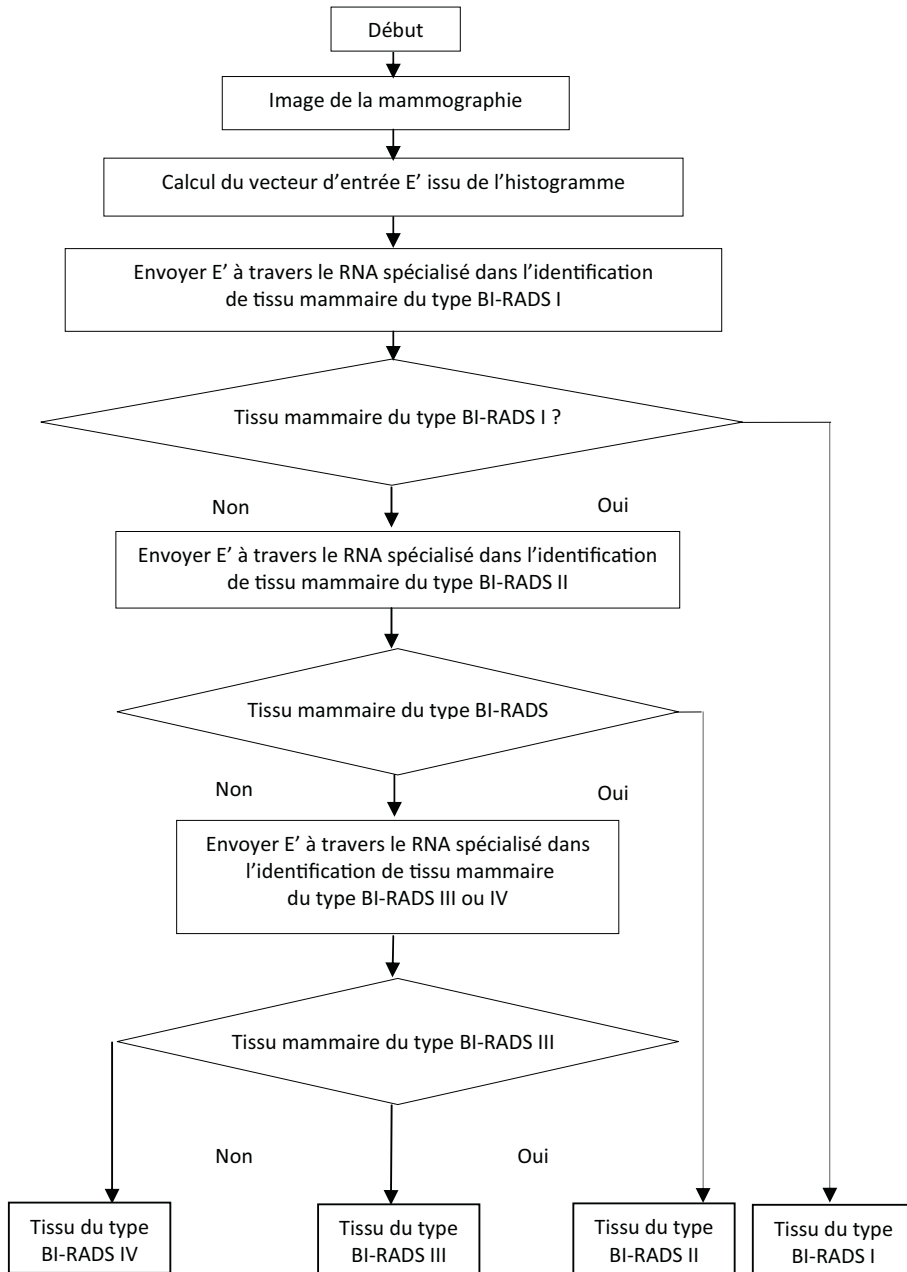 Début
Image de la mammographie
Calcul du vecteur d’entrée E’ issu de l’histogramme
Envoyer E’ à travers le RNA spécialisé dans l’identification
de tissu mammaire du type BI-RADS I
Tissu mammaire du type BI-RADS I ?
Non
Oui
Envoyer E’ à travers le RNA spécialisé dans l’identification
de tissu mammaire du type BI-RADS II
Tissu mammaire du type BI-RADS
Non
Oui
Envoyer E’ à travers le RNA spécialisé dans
l’identification de tissu mammaire
du type BI-RADS III ou IV
Tissu mammaire du type BI-RADS III
Non
Oui
Tissu du type
BI-RADS IV
Tissu du type
BI-RADS III
Tissu du type
BI-RADS II
Tissu du type
BI-RADS I